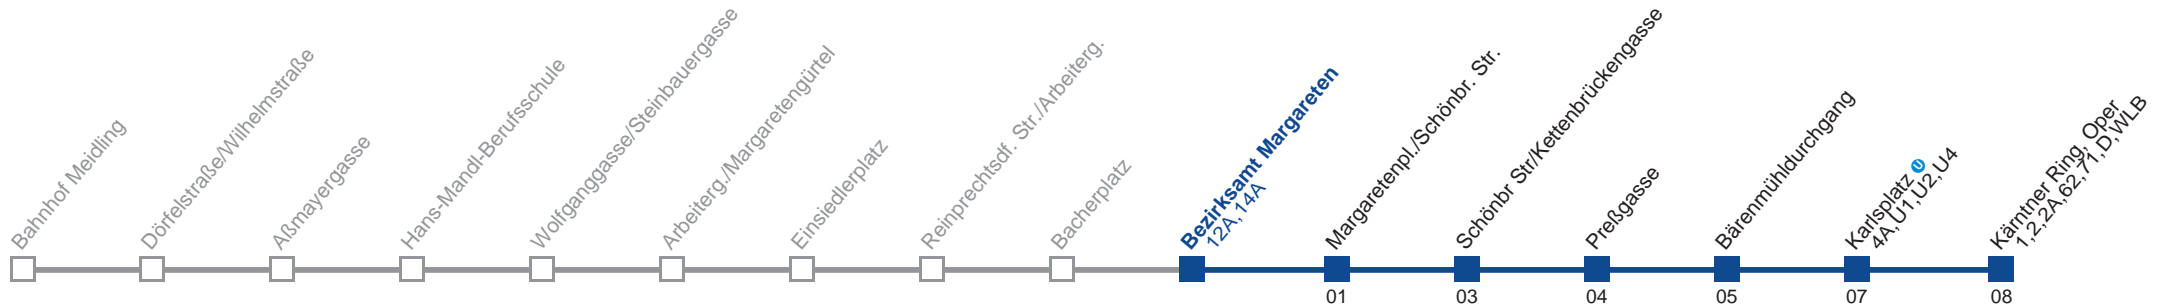 Bahnhof Meidling
Dörfelstraße/Wilhelmstraße
Aßmayergasse
Hans-Mandl-Berufsschule
Wolfganggasse/Steinbauergasse
Arbeiterg./Margaretengürtel
Einsiedlerplatz
Reinprechtsdf. Str./Arbeiterg.
Bacherplatz
Bezirksamt Margareten
12A,14A
Margaretenpl./Schönbr. Str.
01
Schönbr Str/Kettenbrückengasse
03
Preßgasse
04
Bärenmühldurchgang
05
Karlsplatz U
4A,U1,U2,U4
07
Kärntner Ring, Oper
1,2,2A,62,71,D,WLB
08